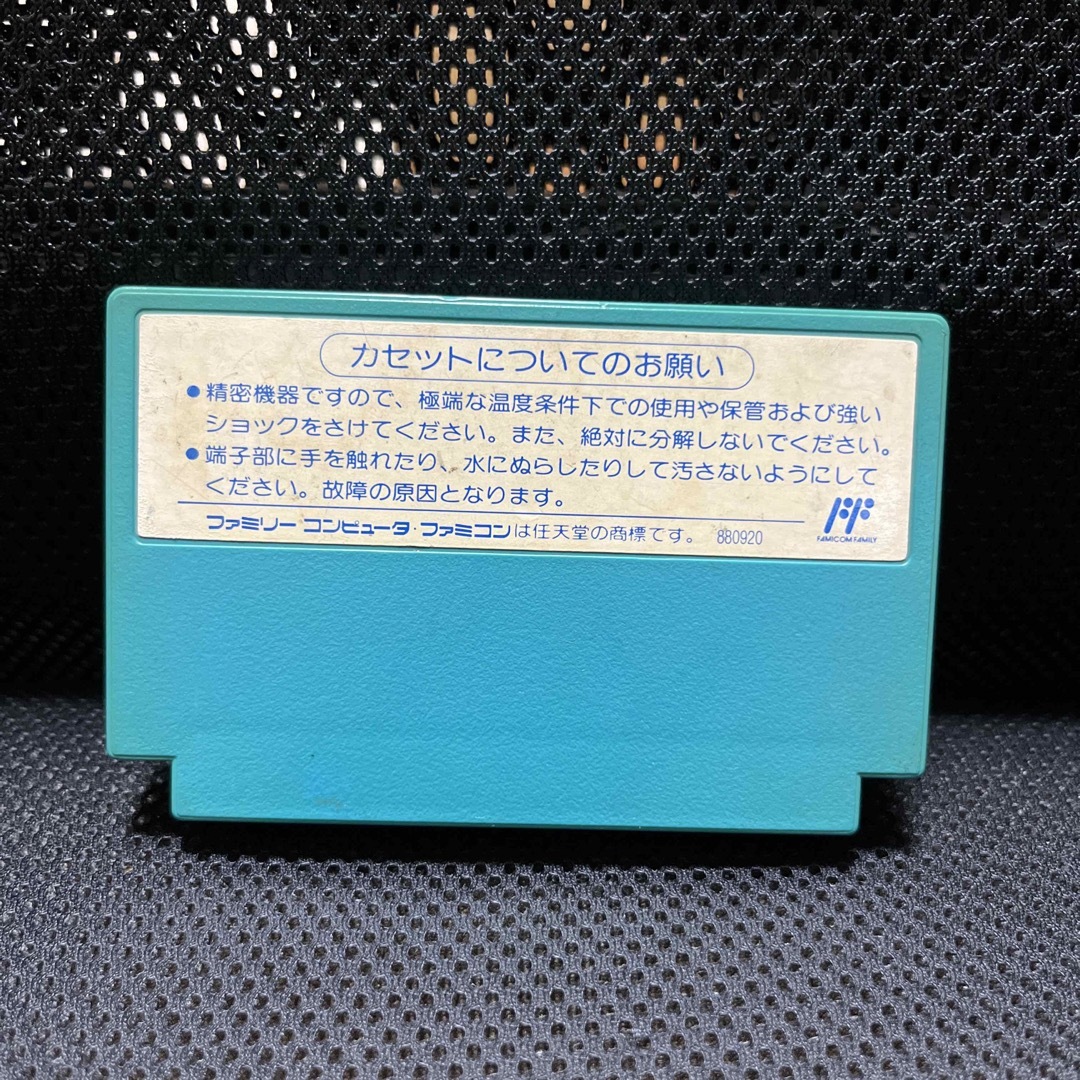 カセットについてのお願い
●精密機器ですので、極端な温度条件下での使用や保管および強い
ショックをさけてください。また、絶対に分解しないでください。
●端子部に手を触れたり、水にぬらしたりして汚さないようにして
ください。故障の原因となります。
ファミリーコンピュータ・ファミコンは任天堂の商標です。 880920
FAMICOM FAMILY